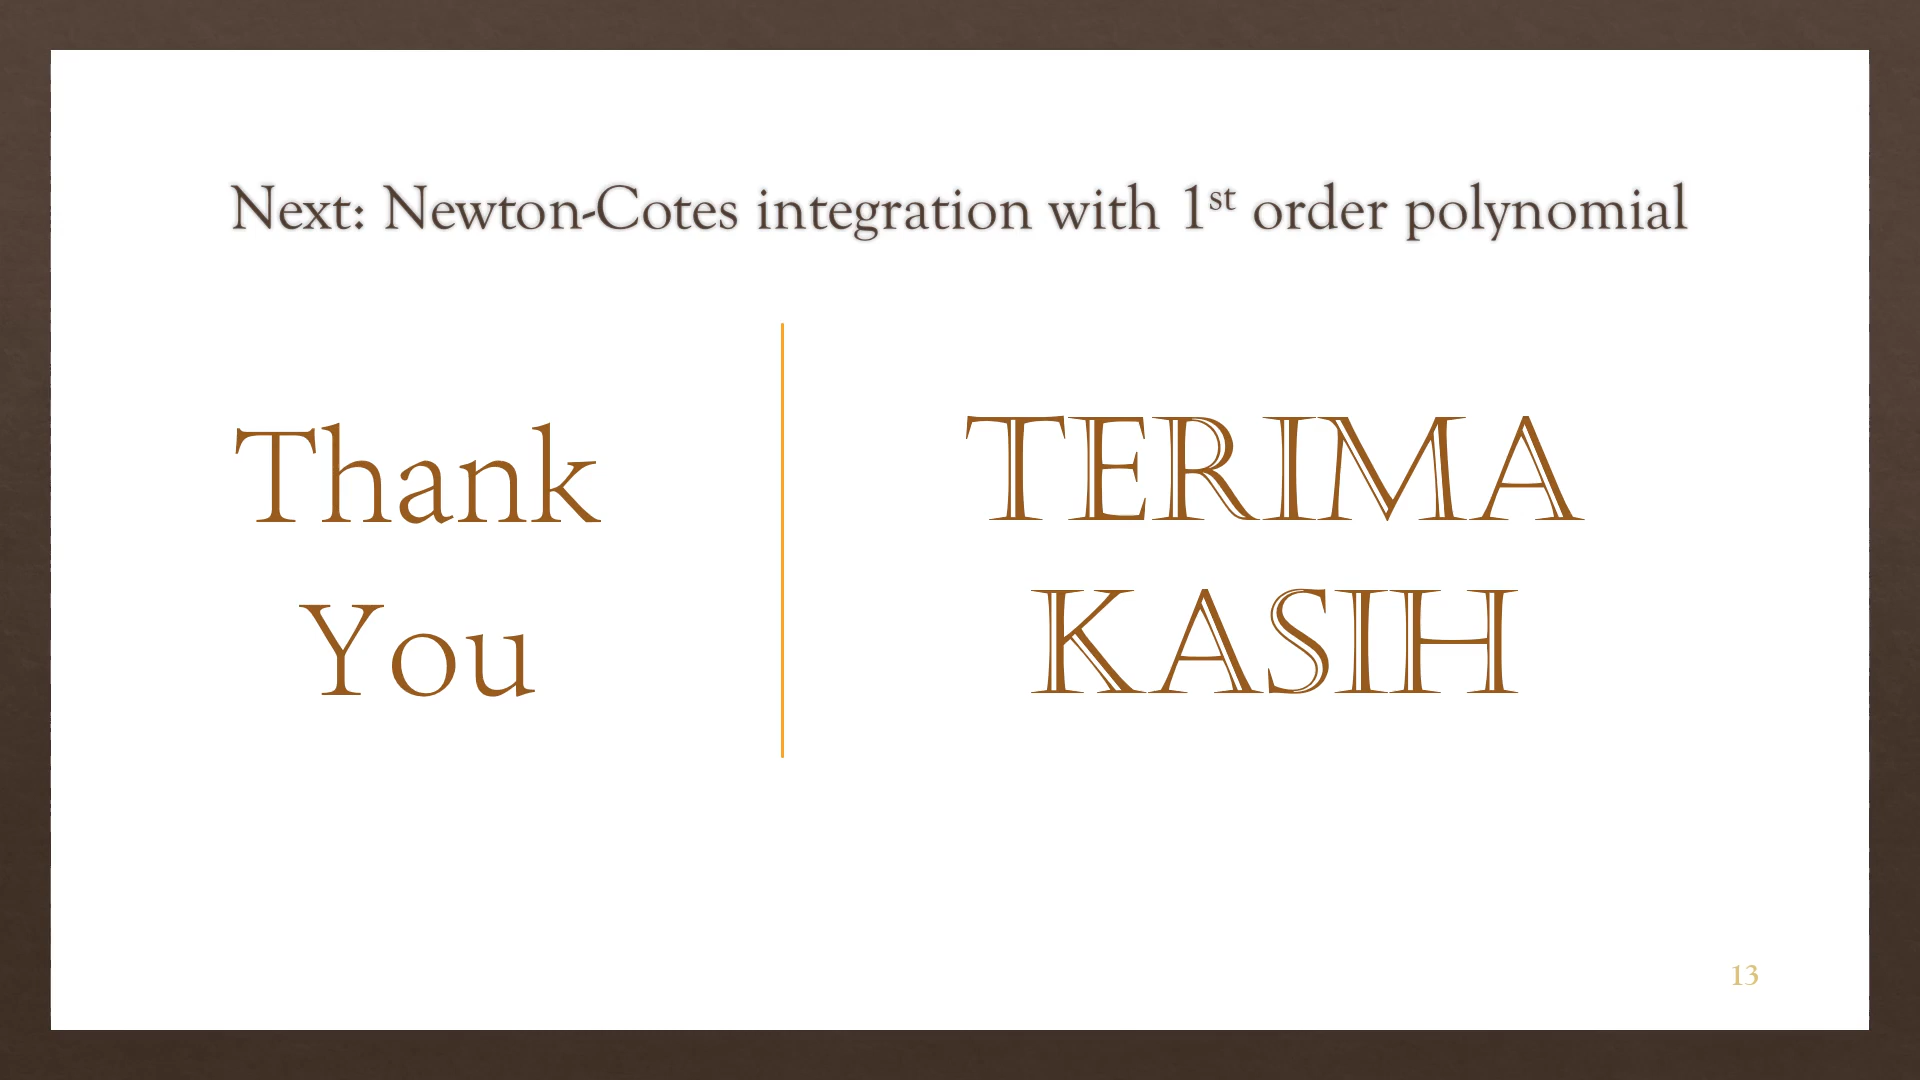 Next: Newton-Cotes integration with 1st order polynomial
Thank
You
TERIMA
KASIH
13